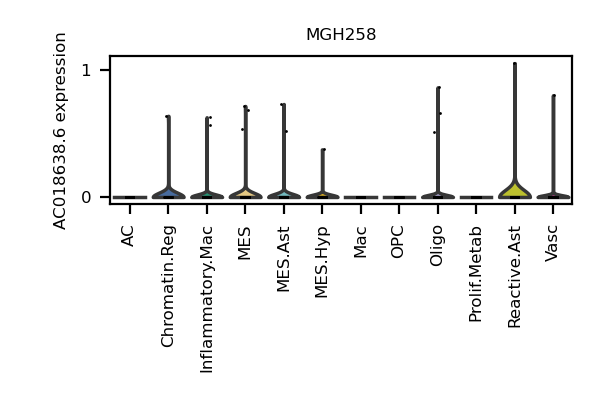 MGH258
AC018638.6 expression
1
0
AC
Chromatin.Reg
Inflammatory.Mac
MES
MES.Ast
MES.Hyp
Mac
OPC
Oligo
Prolif.Metab
Reactive.Ast
Vasc